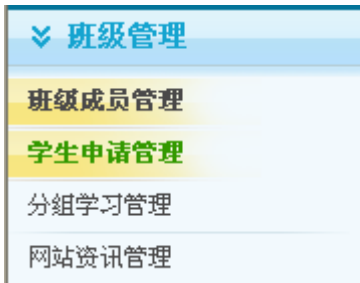 班级管理
班级成员管理
学生申请管理
分组学习管理
网站资讯管理